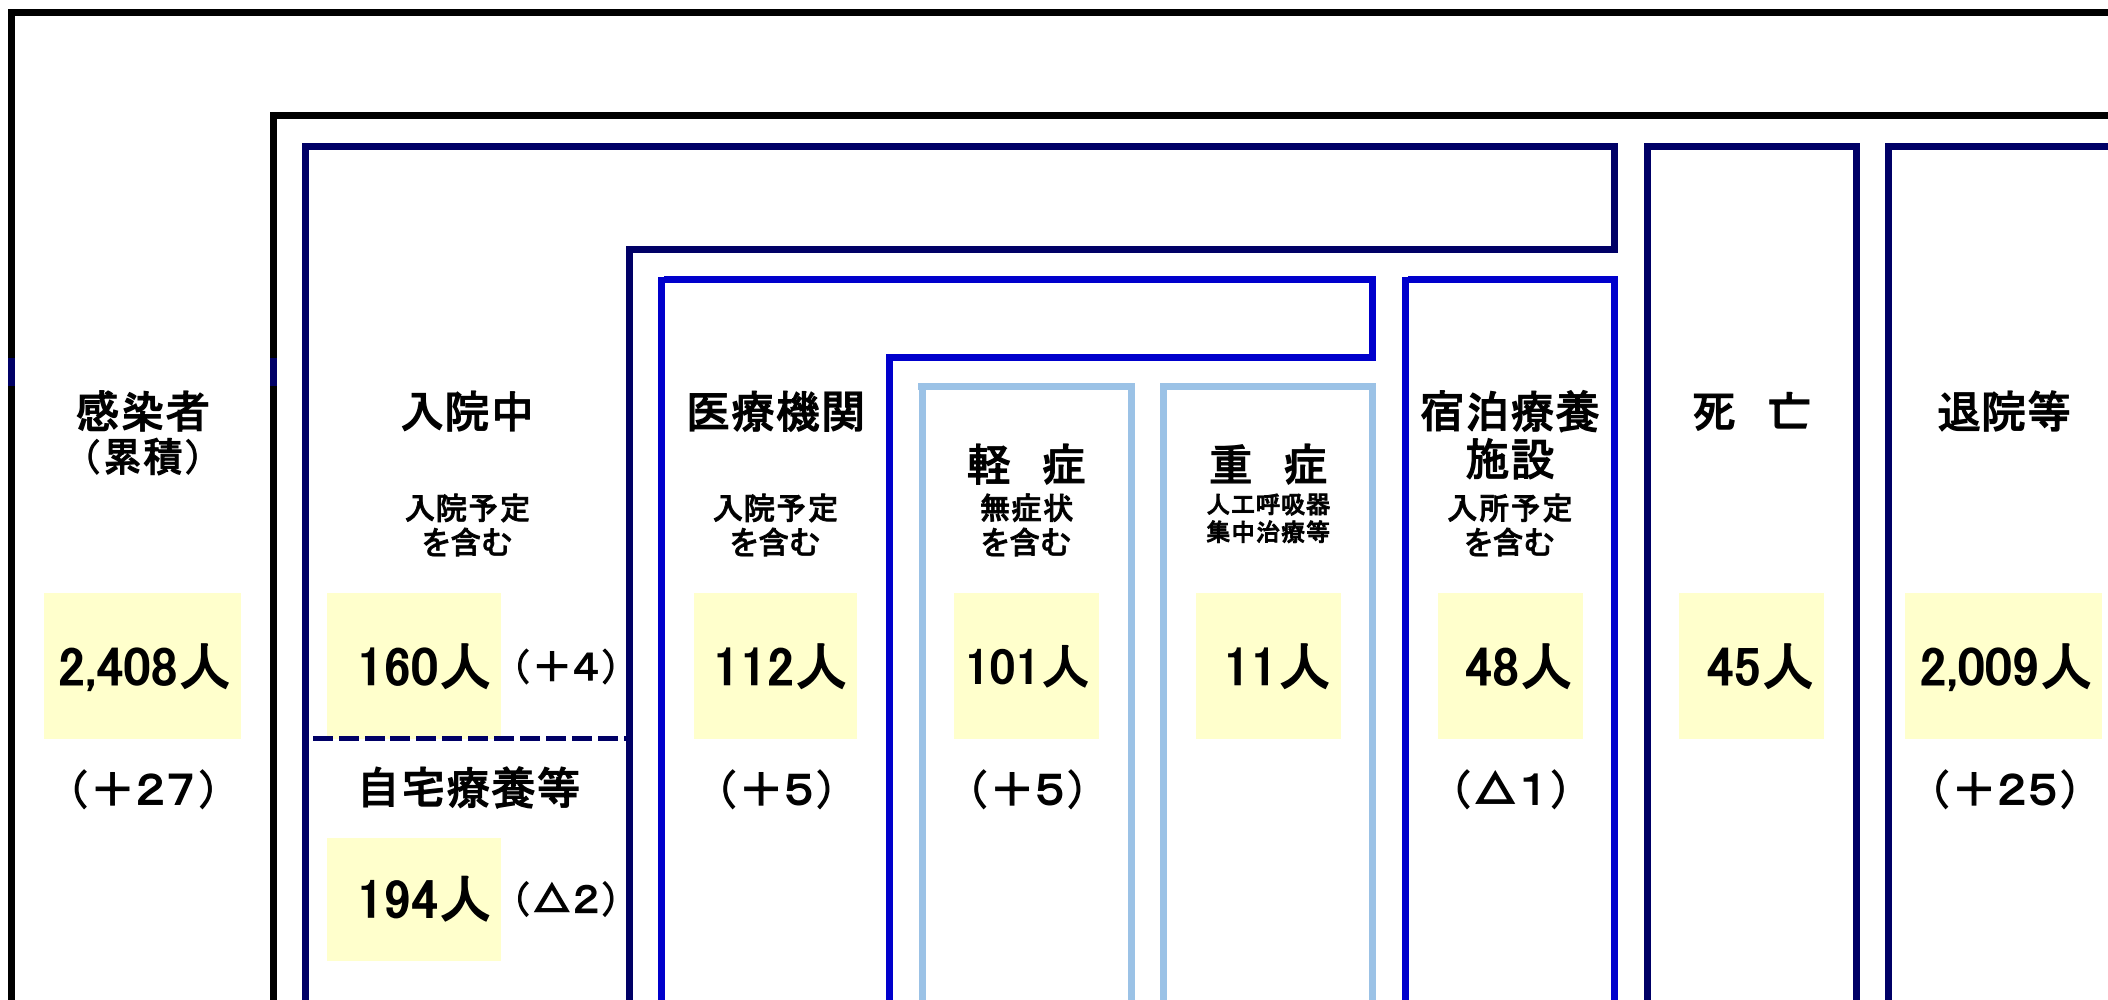 感染者
（累積）
2,408人
（＋27）
入院中
入院予定
を含む
160人（＋4）
自宅療養等
194人（△2）
医療機関
入院予定
を含む
112人
（＋5）
軽　症
無症状
を含む
101人
（＋5）
重　症
人工呼吸器
集中治療等
11人
宿泊療養
施設
入所予定
を含む
48人
（△1）
死　亡
45人
退院等
2,009人
（＋25）